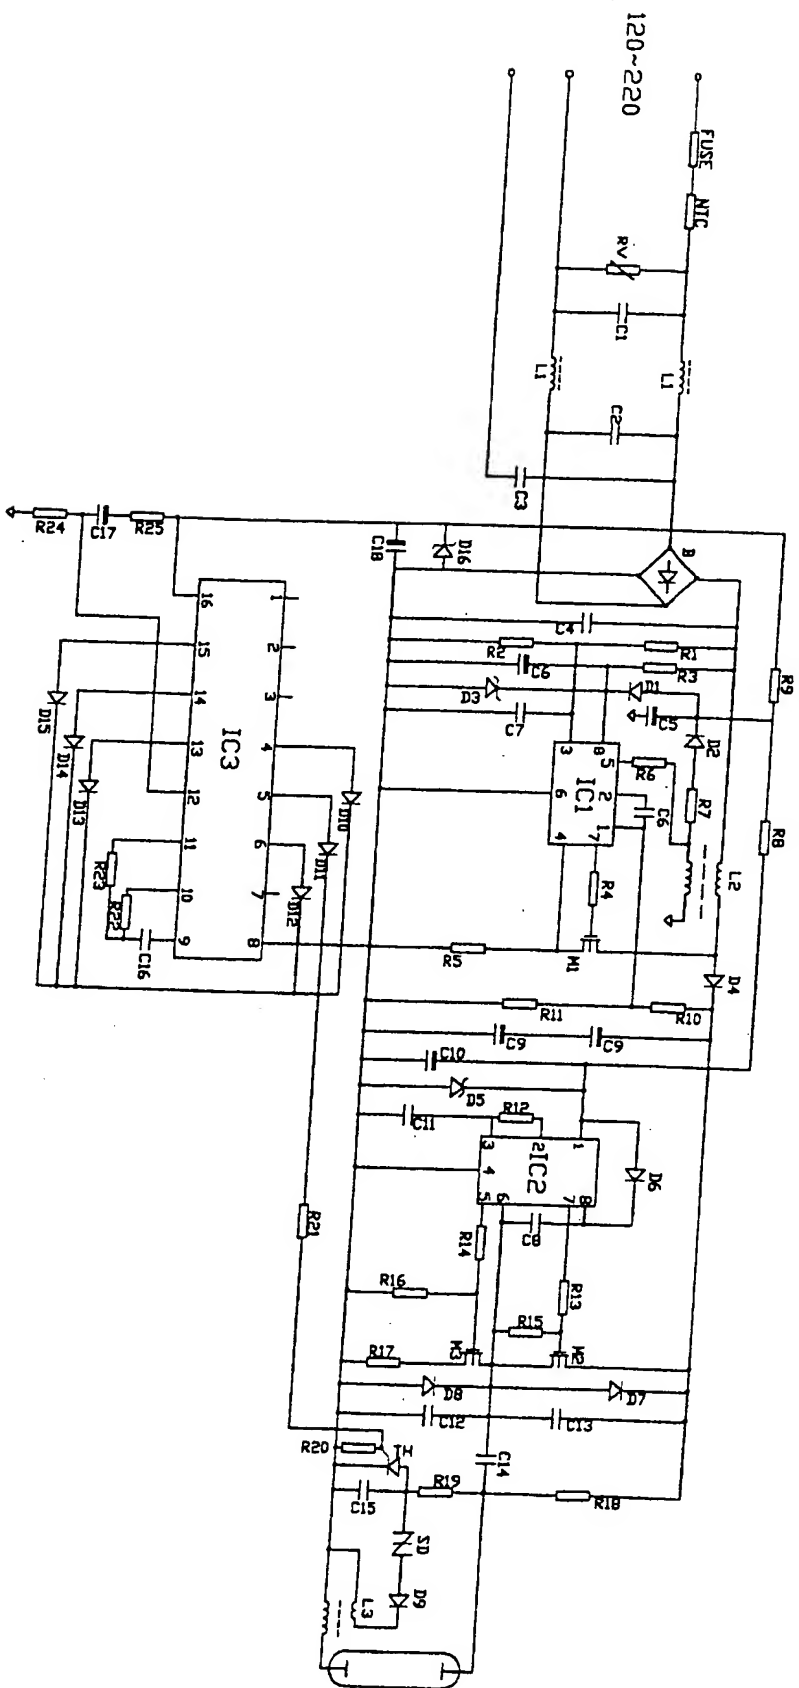 120~220
FUSE
NTC
RV
C1
L1
L1
C2
C3
B
R24
C17
R25
C18
D16
C4
R9
1
16
2
15
3
14
4
13
5
12
6
11
7
10
8
9
IC3
R2
R1
C6
R3
D3
D1
C5
C7
D2
R8
3
8
5
6
2
4
7
1
IC1
R6
R7
C6
L2
D15
D14
D13
D10
D11
D12
R23
R22
C16
R4
R5
M1
D4
R11
R10
C9
C9
C10
D5
C11
R12
3
2
1
4
5
6
7
8
IC2
D6
C8
R21
R14
R13
R16
R15
R17
M3
D8
D7
C12
C13
R20
TH
C14
C15
R19
R18
SD
D9
L3